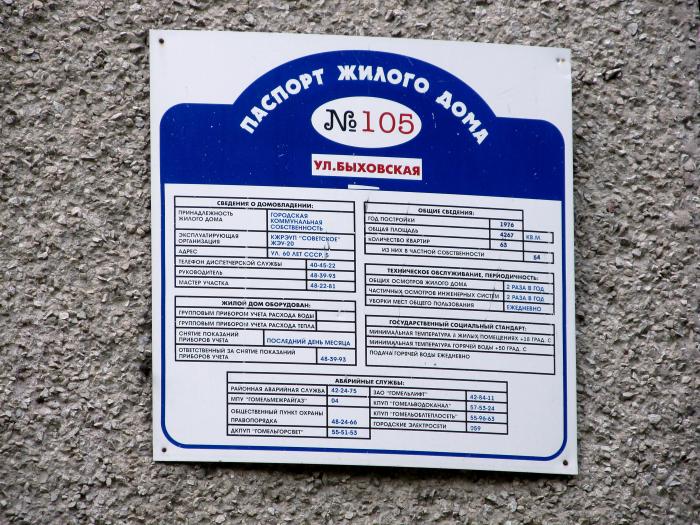 ПАСПОРТ ЖИЛОГО ДОМА
№ 105
УЛ.БЫХОВСКАЯ
СВЕДЕНИЯ О ДОМОВЛАДЕНИИ:
ПРИНАДЛЕЖНОСТЬ ЖИЛОГО ДОМА
ГОРОДСКАЯ КОММУНАЛЬНАЯ СОБСТВЕННОСТЬ
ЭКСПЛУАТИРУЮЩАЯ ОРГАНИЗАЦИЯ
КЖРЭУП "СОВЕТСКОЕ" ЖЭУ-20
АДРЕС УЛ. 60 ЛЕТ СССР, 5
ТЕЛЕФОН ДИСПЕТЧЕРСКОЙ СЛУЖБЫ 40-45-22
РУКОВОДИТЕЛЬ 48-39-93
МАСТЕР УЧАСТКА 48-22-81
ЖИЛОЙ ДОМ ОБОРУДОВАН:
ГРУППОВЫМ ПРИБОРОМ УЧЕТА РАСХОДА ВОДЫ
ГРУППОВЫМ ПРИБОРОМ УЧЕТА РАСХОДА ТЕПЛА
СНЯТИЕ ПОКАЗАНИЙ ПРИБОРОВ УЧЕТА
ПОСЛЕДНИЙ ДЕНЬ МЕСЯЦА
ОТВЕТСТВЕННЫЙ ЗА СНЯТИЕ ПОКАЗАНИЙ ПРИБОРОВ УЧЕТА
48-39-93
ОБЩИЕ СВЕДЕНИЯ:
ГОД ПОСТРОЙКИ 1976
ОБЩАЯ ПЛОЩАДЬ 4267 КВ.М.
КОЛИЧЕСТВО КВАРТИР 63
ИЗ НИХ В ЧАСТНОЙ СОБСТВЕННОСТИ 54
ТЕХНИЧЕСКОЕ ОБСЛУЖИВАНИЕ, ПЕРИОДИЧНОСТЬ:
ОБЩИХ ОСМОТРОВ ЖИЛОГО ДОМА 2 РАЗА В ГОД
ЧАСТИЧНЫХ ОСМОТРОВ ИНЖЕНЕРНЫХ СИСТЕМ 2 РАЗА В ГОД
УБОРКИ МЕСТ ОБЩЕГО ПОЛЬЗОВАНИЯ ЕЖЕДНЕВНО
ГОСУДАРСТВЕННЫЙ СОЦИАЛЬНЫЙ СТАНДАРТ:
МИНИМАЛЬНАЯ ТЕМПЕРАТУРА В ЖИЛЫХ ПОМЕЩЕНИЯХ +18 ГРАД. С
МИНИМАЛЬНАЯ ТЕМПЕРАТУРА ГОРЯЧЕЙ ВОДЫ +50 ГРАД. С
ПОДАЧА ГОРЯЧЕЙ ВОДЫ ЕЖЕДНЕВНО
АВАРИЙНЫЕ СЛУЖБЫ:
РАЙОННАЯ АВАРИЙНАЯ СЛУЖБА 42-24-75
МПУ "ГОМЕЛЬМЕЖРАЙГАЗ" 04
ОБЩЕСТВЕННЫЙ ПУНКТ ОХРАНЫ
ПРАВОПОРЯДКА 48-24-66
ДКПУП "ГОМЕЛЬГОРСВЕТ" 55-51-53
ЗАО "ГОМЕЛЬЛИФТ" 42-84-11
КПУП "ГОМЕЛЬВОДОКАНАЛ" 57-53-24
КПУП "ГОМЕЛЬОБЛТЕПЛОСЕТЬ" 55-96-63
ГОРОДСКИЕ ЭЛЕКТРОСЕТИ 059